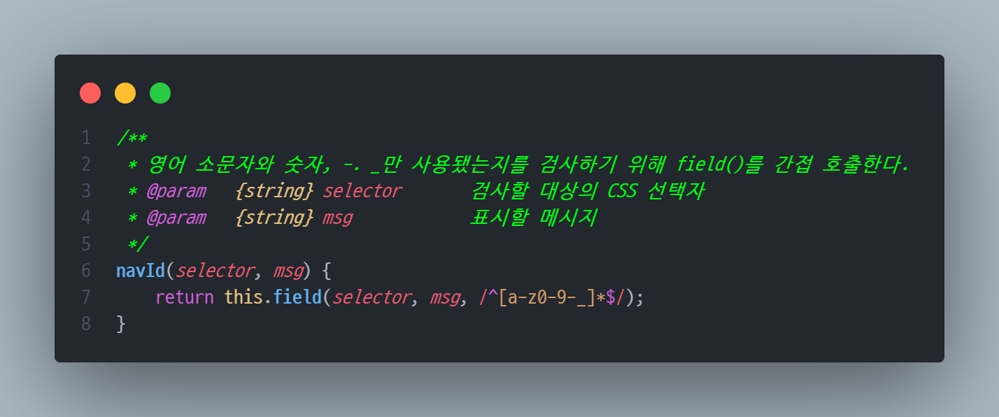 1 /**
2  * 영어 소문자와 숫자, -. _만 사용됐는지를 검사하기 위해 field()를 간접 호출한다.
3  * @param   {string} selector       검사할 대상의 CSS 선택자
4  * @param   {string} msg            표시할 메시지
5  */
6 navId(selector, msg) {
7     return this.field(selector, msg, /^[a-z0-9-_]*$/);
8 }